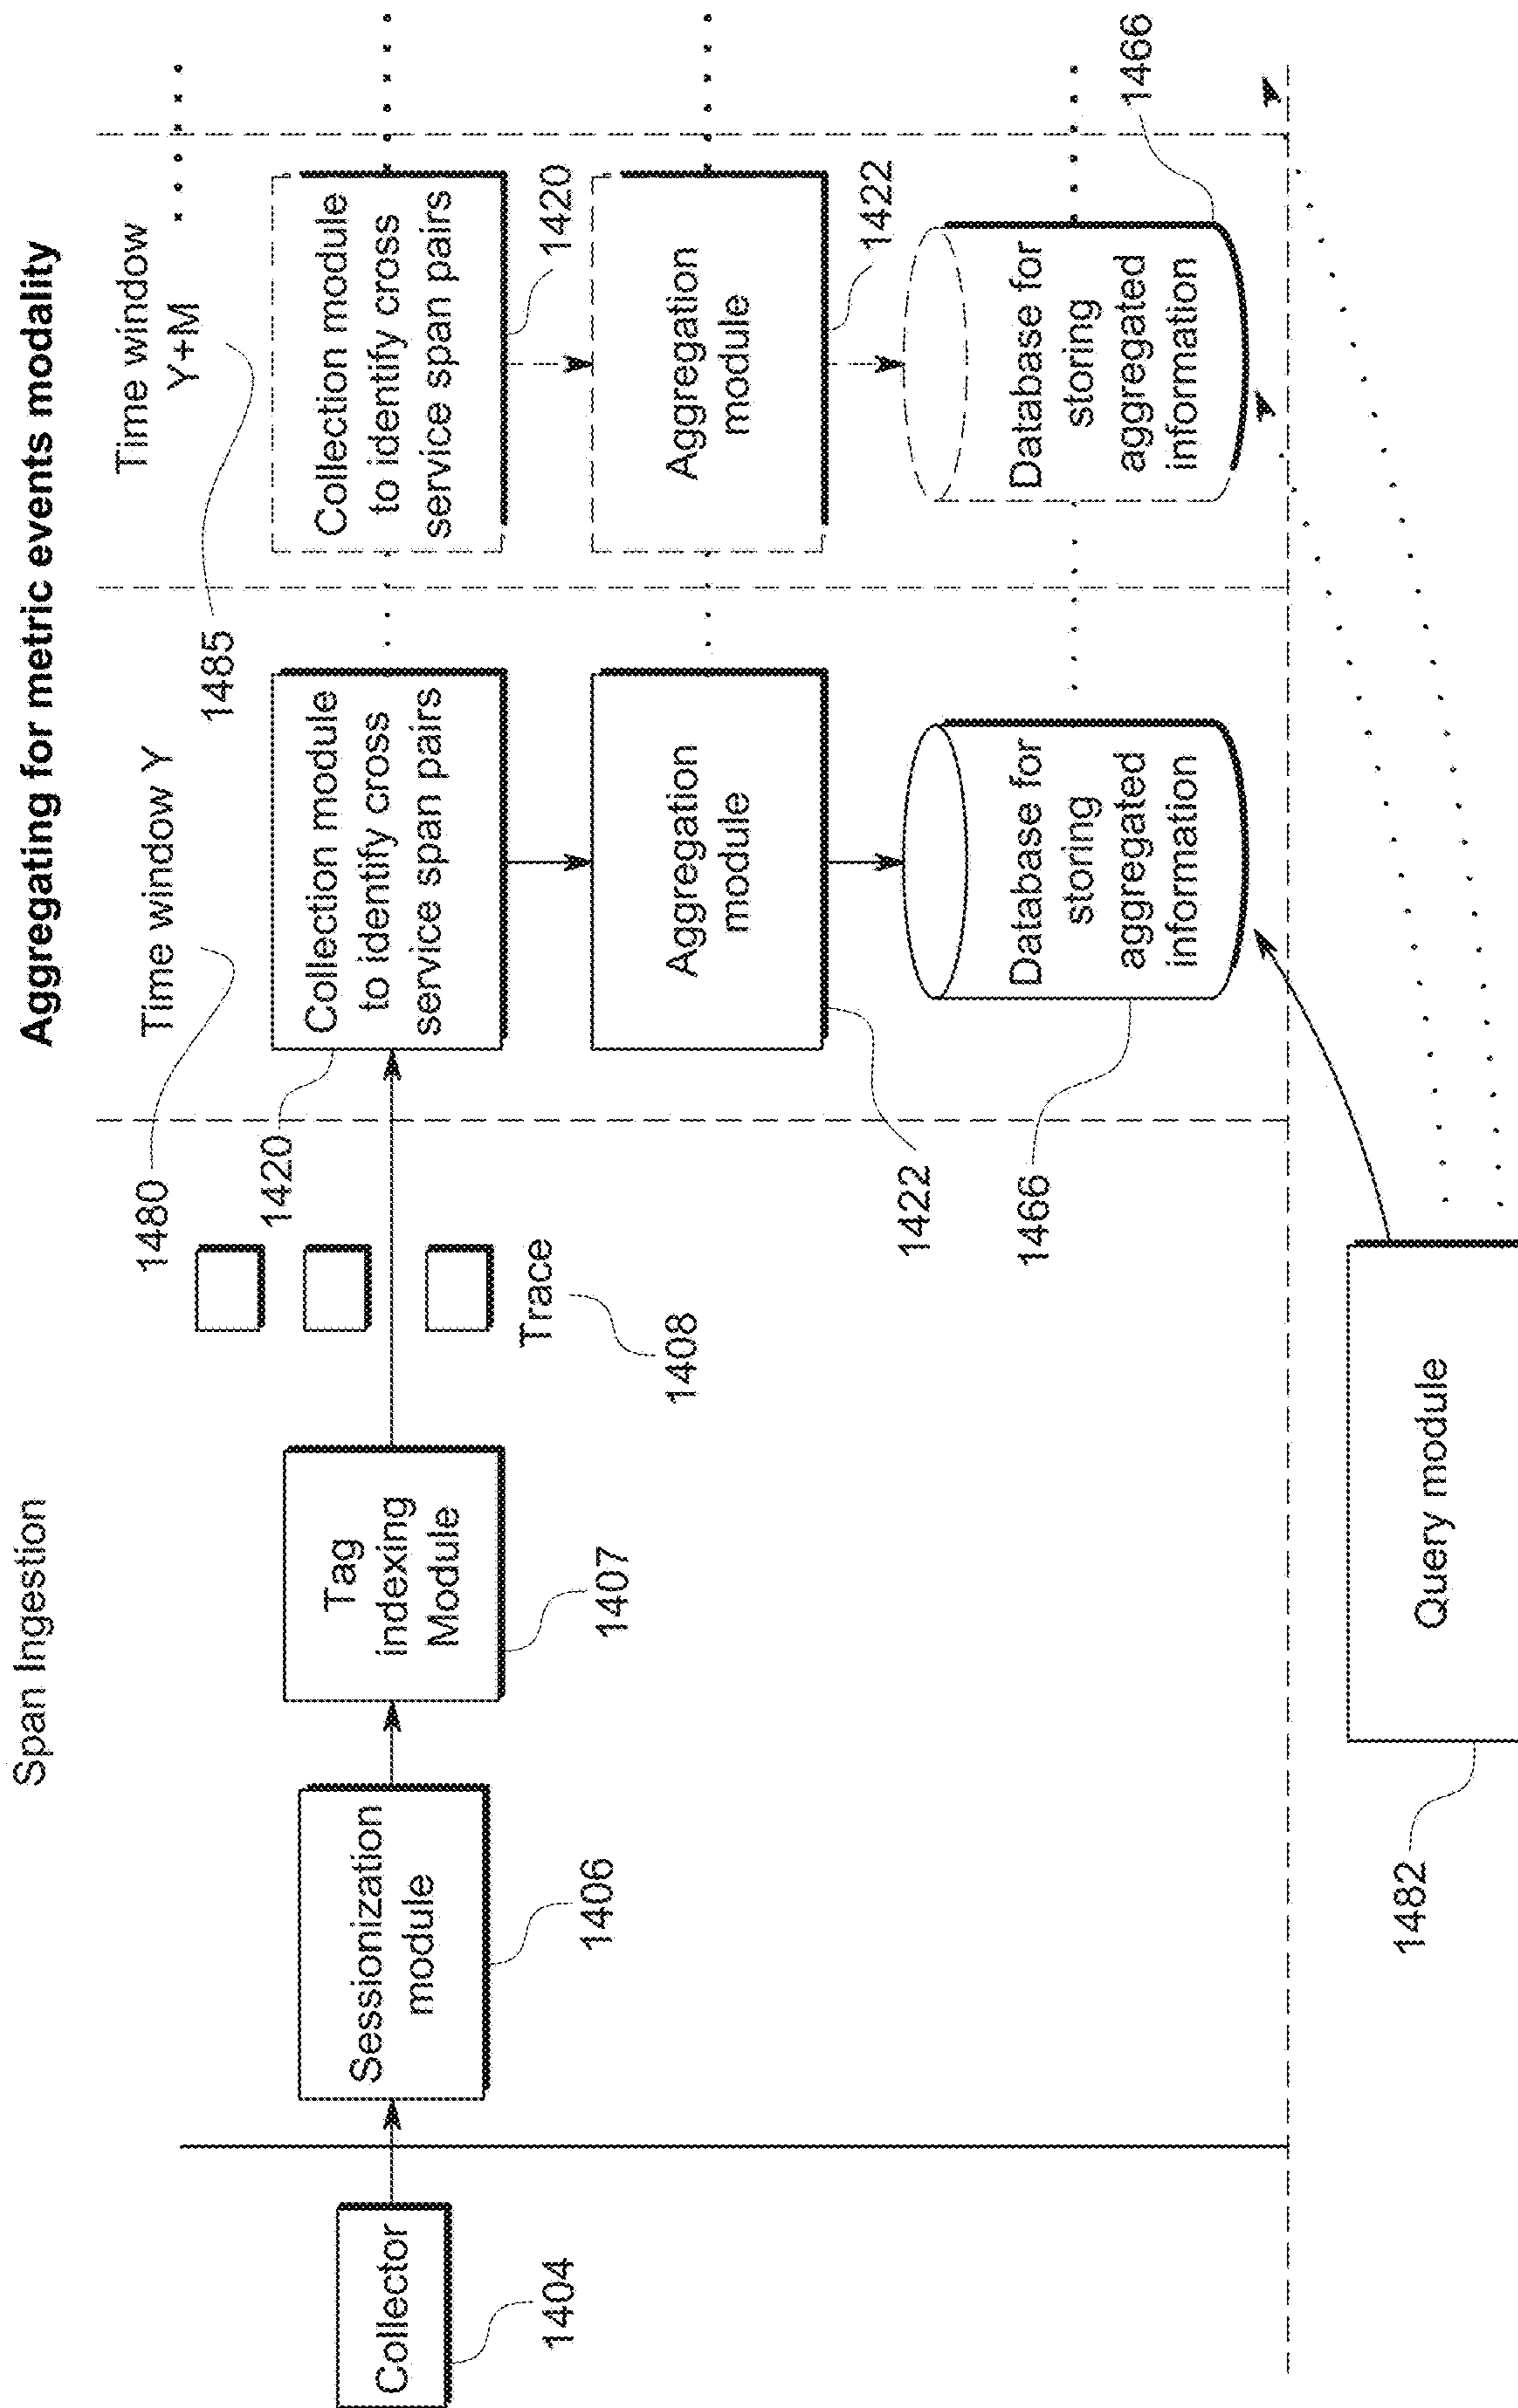 Span Ingestion
Aggregating for metric events modality
Time window Y
Time window
Y+M
1480
1485
Collector
1404
Sessionization
module
1406
Tag
indexing
Module
1407
Trace
1408
Collection module
to identify cross
service span pairs
1420
Collection module
to identify cross
service span pairs
1420
Aggregation
module
1422
Aggregation
module
1422
Database for
storing
aggregated
information
1466
Database for
storing
aggregated
information
1466
Query module
1482